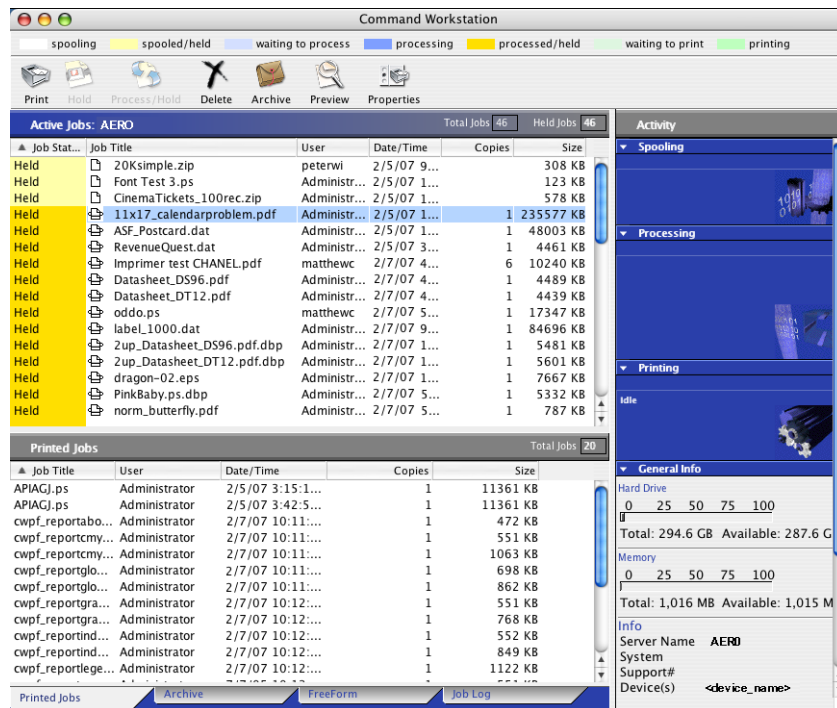 Command Workstation
spooling spooled/held waiting to process processing processed/held waiting to print printing
Print Hold Process/Hold Delete Archive Preview Properties
Active Jobs: AERO Total Jobs 46 Held Jobs 46
Job Stat... Job Title User Date/Time Copies Size
Held 20Ksimple.zip peterwi 2/5/07 9... 308 KB
Held Font Test 3.ps Administr... 2/5/07 1... 123 KB
Held CinemaTickets_100rec.zip Administr... 2/5/07 1... 578 KB
Held 11x17_calendarproblem.pdf Administr... 2/5/07 1... 1 235577 KB
Held ASF_Postcard.dat Administr... 2/5/07 1... 1 48003 KB
Held RevenueQuest.dat Administr... 2/5/07 3... 1 4461 KB
Held Imprimer test CHANEL.pdf matthewc 2/7/07 4... 6 10240 KB
Held Datasheet_DS96.pdf Administr... 2/7/07 4... 1 4489 KB
Held Datasheet_DT12.pdf Administr... 2/7/07 4... 1 4439 KB
Held oddo.ps matthewc 2/7/07 5... 1 17347 KB
Held label_1000.dat Administr... 2/7/07 9... 1 84696 KB
Held 2up_Datasheet_DS96.pdf.dbp Administr... 2/7/07 1... 1 5481 KB
Held 2up_Datasheet_DT12.pdf.dbp Administr... 2/7/07 1... 1 5601 KB
Held dragon-02.eps Administr... 2/7/07 1... 1 7667 KB
Held PinkBaby.ps.dbp Administr... 2/7/07 5... 1 5332 KB
Held norm_butterfly.pdf Administr... 2/7/07 5... 1 787 KB
Printed Jobs Total Jobs 20
Job Title User Date/Time Copies Size
APIAGJ.ps Administrator 2/5/07 3:15:1... 1 11361 KB
APIAGJ.ps Administrator 2/5/07 3:42:5... 1 11361 KB
cwpf_reportabo... Administrator 2/7/07 10:11:... 1 472 KB
cwpf_reportcmy... Administrator 2/7/07 10:11:... 1 551 KB
cwpf_reportcmy... Administrator 2/7/07 10:11:... 1 1063 KB
cwpf_reportglo... Administrator 2/7/07 10:11:... 1 698 KB
cwpf_reportglo... Administrator 2/7/07 10:11:... 1 862 KB
cwpf_reportgra... Administrator 2/7/07 10:12:... 1 551 KB
cwpf_reportgra... Administrator 2/7/07 10:12:... 1 768 KB
cwpf_reportind... Administrator 2/7/07 10:12:... 1 552 KB
cwpf_reportind... Administrator 2/7/07 10:12:... 1 849 KB
cwpf_reportlege... Administrator 2/7/07 10:12:... 1 1122 KB
Printed Jobs Archive FreeForm Job Log
Activity
Spooling
Processing
Printing
Idle
General Info
Hard Drive
0 25 50 75 100
Total: 294.6 GB Available: 287.6 G
Memory
0 25 50 75 100
Total: 1,016 MB Available: 1,015 M
Info
Server Name AERO
System
Support#
Device(s) <device_name>